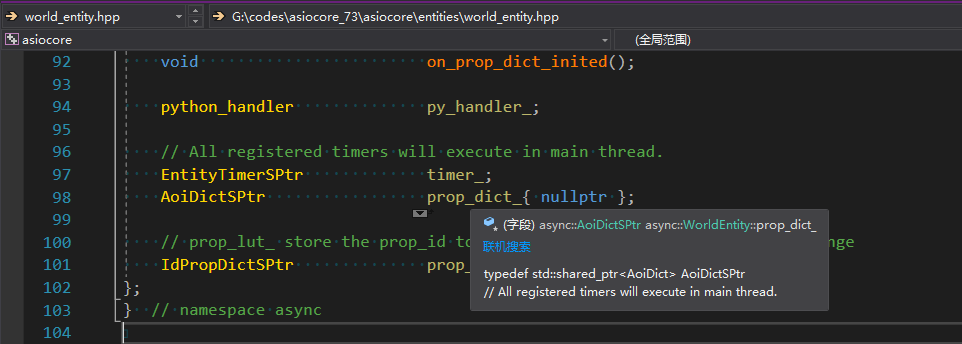 world_entity.hpp G:\codes\asiocore_73\asiocore\entities\world_entity.hpp
asiocore (全局范围)
92 void on_prop_dict_inited();
93
94 python_handler py_handler_;
95
96 // All registered timers will execute in main thread.
97 EntityTimerSPtr timer_;
98 AoiDictSPtr prop_dict_{ nullptr };
99
(字段) async::AoiDictSPtr async::WorldEntity::prop_dict_
100 // prop_lut_ store the prop_id to nge
联机搜索
101 IdPropDictSPtr prop_
typedef std::shared_ptr<AoiDict> AoiDictSPtr
102 };
// All registered timers will execute in main thread.
103 } // namespace async
104